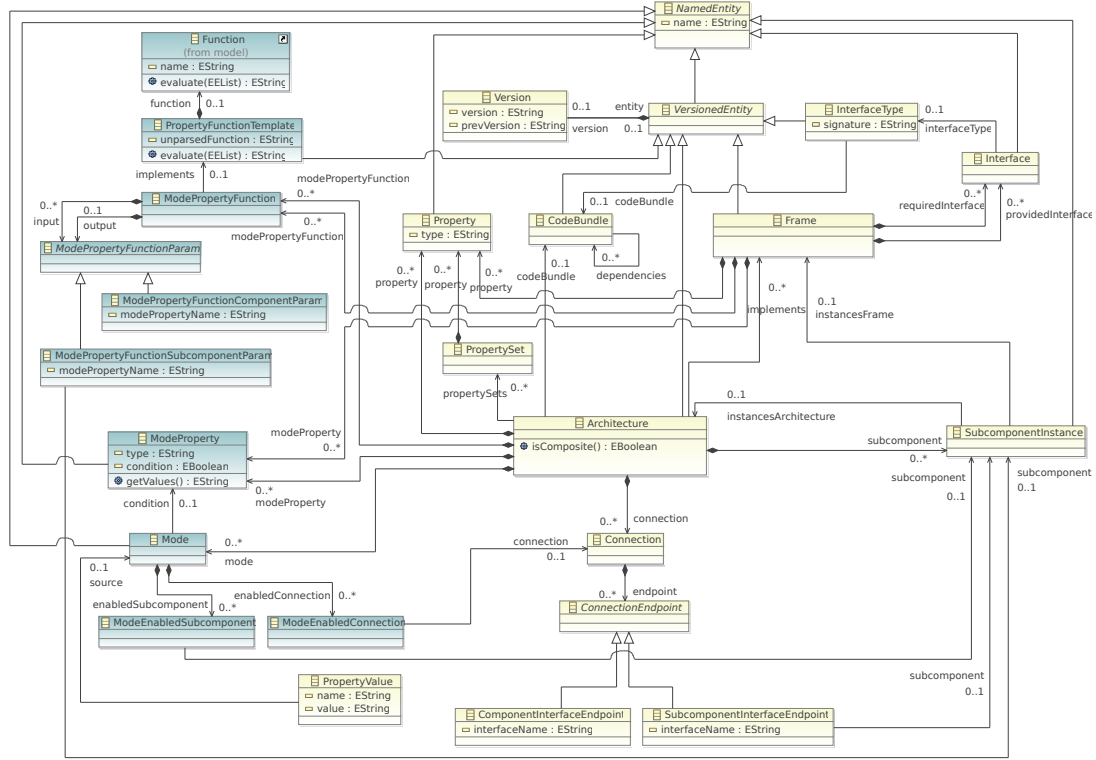 NamedEntity
name : EString
Function
(from model)
name : EString
evaluate(EEList) : EString
function
0..1
PropertyFunctionTemplate
unparsedFunction : EString
evaluate(EEList) : EString
implements
0..1
Version
version : EString
prevVersion : EString
0..1
version
entity
0..1
VersionedEntity
InterfaceType
signature : EString
0..1
interfaceType
Interface
modePropertyFunction
0..*
ModePropertyFunction
0..*
modePropertyFunction
0..*
input
0..1
output
ModePropertyFunctionParam
Property
type : EString
CodeBundle
0..1
codeBundle
Frame
0..*
requiredInterface
0..*
providedInterface
0..*
property
0..*
property
0..*
property
0..1
codeBundle
0..*
dependencies
0..*
implements
0..1
instancesFrame
ModePropertyFunctionComponentParam
modePropertyName : EString
ModePropertyFunctionSubcomponentParam
modePropertyName : EString
PropertySet
propertySets
0..*
0..1
instancesArchitecture
Architecture
isComposite() : EBoolean
SubcomponentInstance
subcomponent
0..*
subcomponent
0..1
subcomponent
0..1
ModeProperty
type : EString
condition : EBoolean
getValues() : EString
modeProperty
0..*
0..*
modeProperty
condition
0..1
Mode
0..*
mode
0..1
source
0..*
connection
connection
0..1
Connection
enabledSubcomponent
0..*
enabledConnection
0..*
0..*
endpoint
ConnectionEndpoint
ModeEnabledSubcomponent
ModeEnabledConnection
subcomponent
0..1
PropertyValue
name : EString
value : EString
ComponentInterfaceEndpoint
interfaceName : EString
SubcomponentInterfaceEndpoint
interfaceName : EString